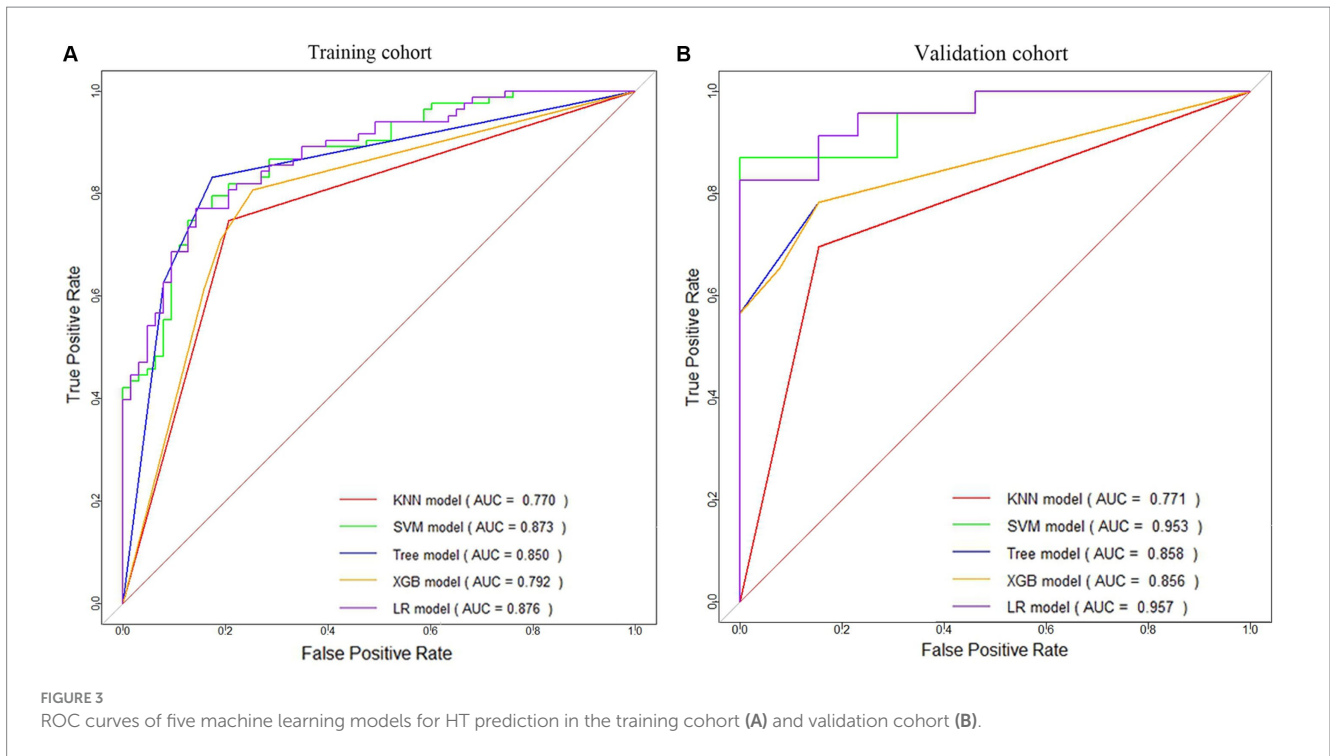 A
Training cohort
True Positive Rate
1.0
0.8
0.6
0.4
0.2
0.0
KNN model ( AUC = 0.770 )
SVM model ( AUC = 0.873 )
Tree model ( AUC = 0.850 )
XGB model ( AUC = 0.792 )
LR model ( AUC = 0.876 )
0.0 0.2 0.4 0.6 0.8 1.0
False Positive Rate
B
Validation cohort
True Positive Rate
1.0
0.8
0.6
0.4
0.2
0.0
KNN model ( AUC = 0.771 )
SVM model ( AUC = 0.953 )
Tree model ( AUC = 0.858 )
XGB model ( AUC = 0.856 )
LR model ( AUC = 0.957 )
0.0 0.2 0.4 0.6 0.8 1.0
False Positive Rate
FIGURE 3
ROC curves of five machine learning models for HT prediction in the training cohort (A) and validation cohort (B).